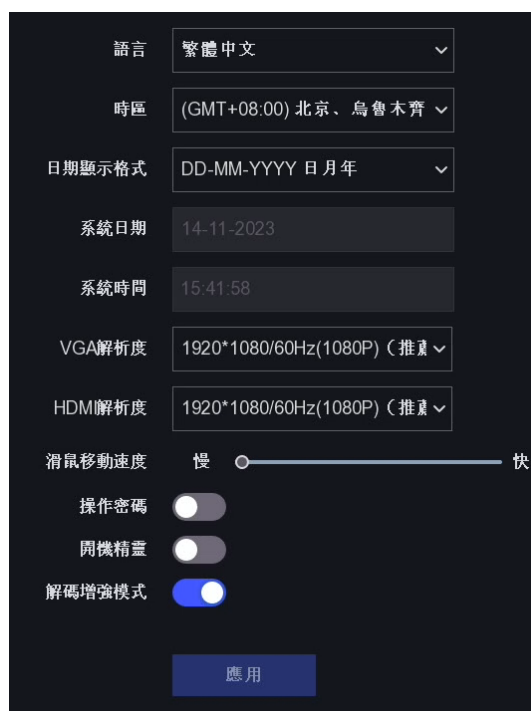 語言 繁體中文
時區 (GMT+08:00) 北京、烏魯木齊
日期顯示格式 DD-MM-YYYY 日月年
系統日期 14-11-2023
系統時間 15:41:58
VGA解析度 1920*1080/60Hz(1080P)（推
HDMI解析度 1920*1080/60Hz(1080P)（推
滑鼠移動速度 慢 快
操作密碼
開機精靈
解碼增強模式
應用